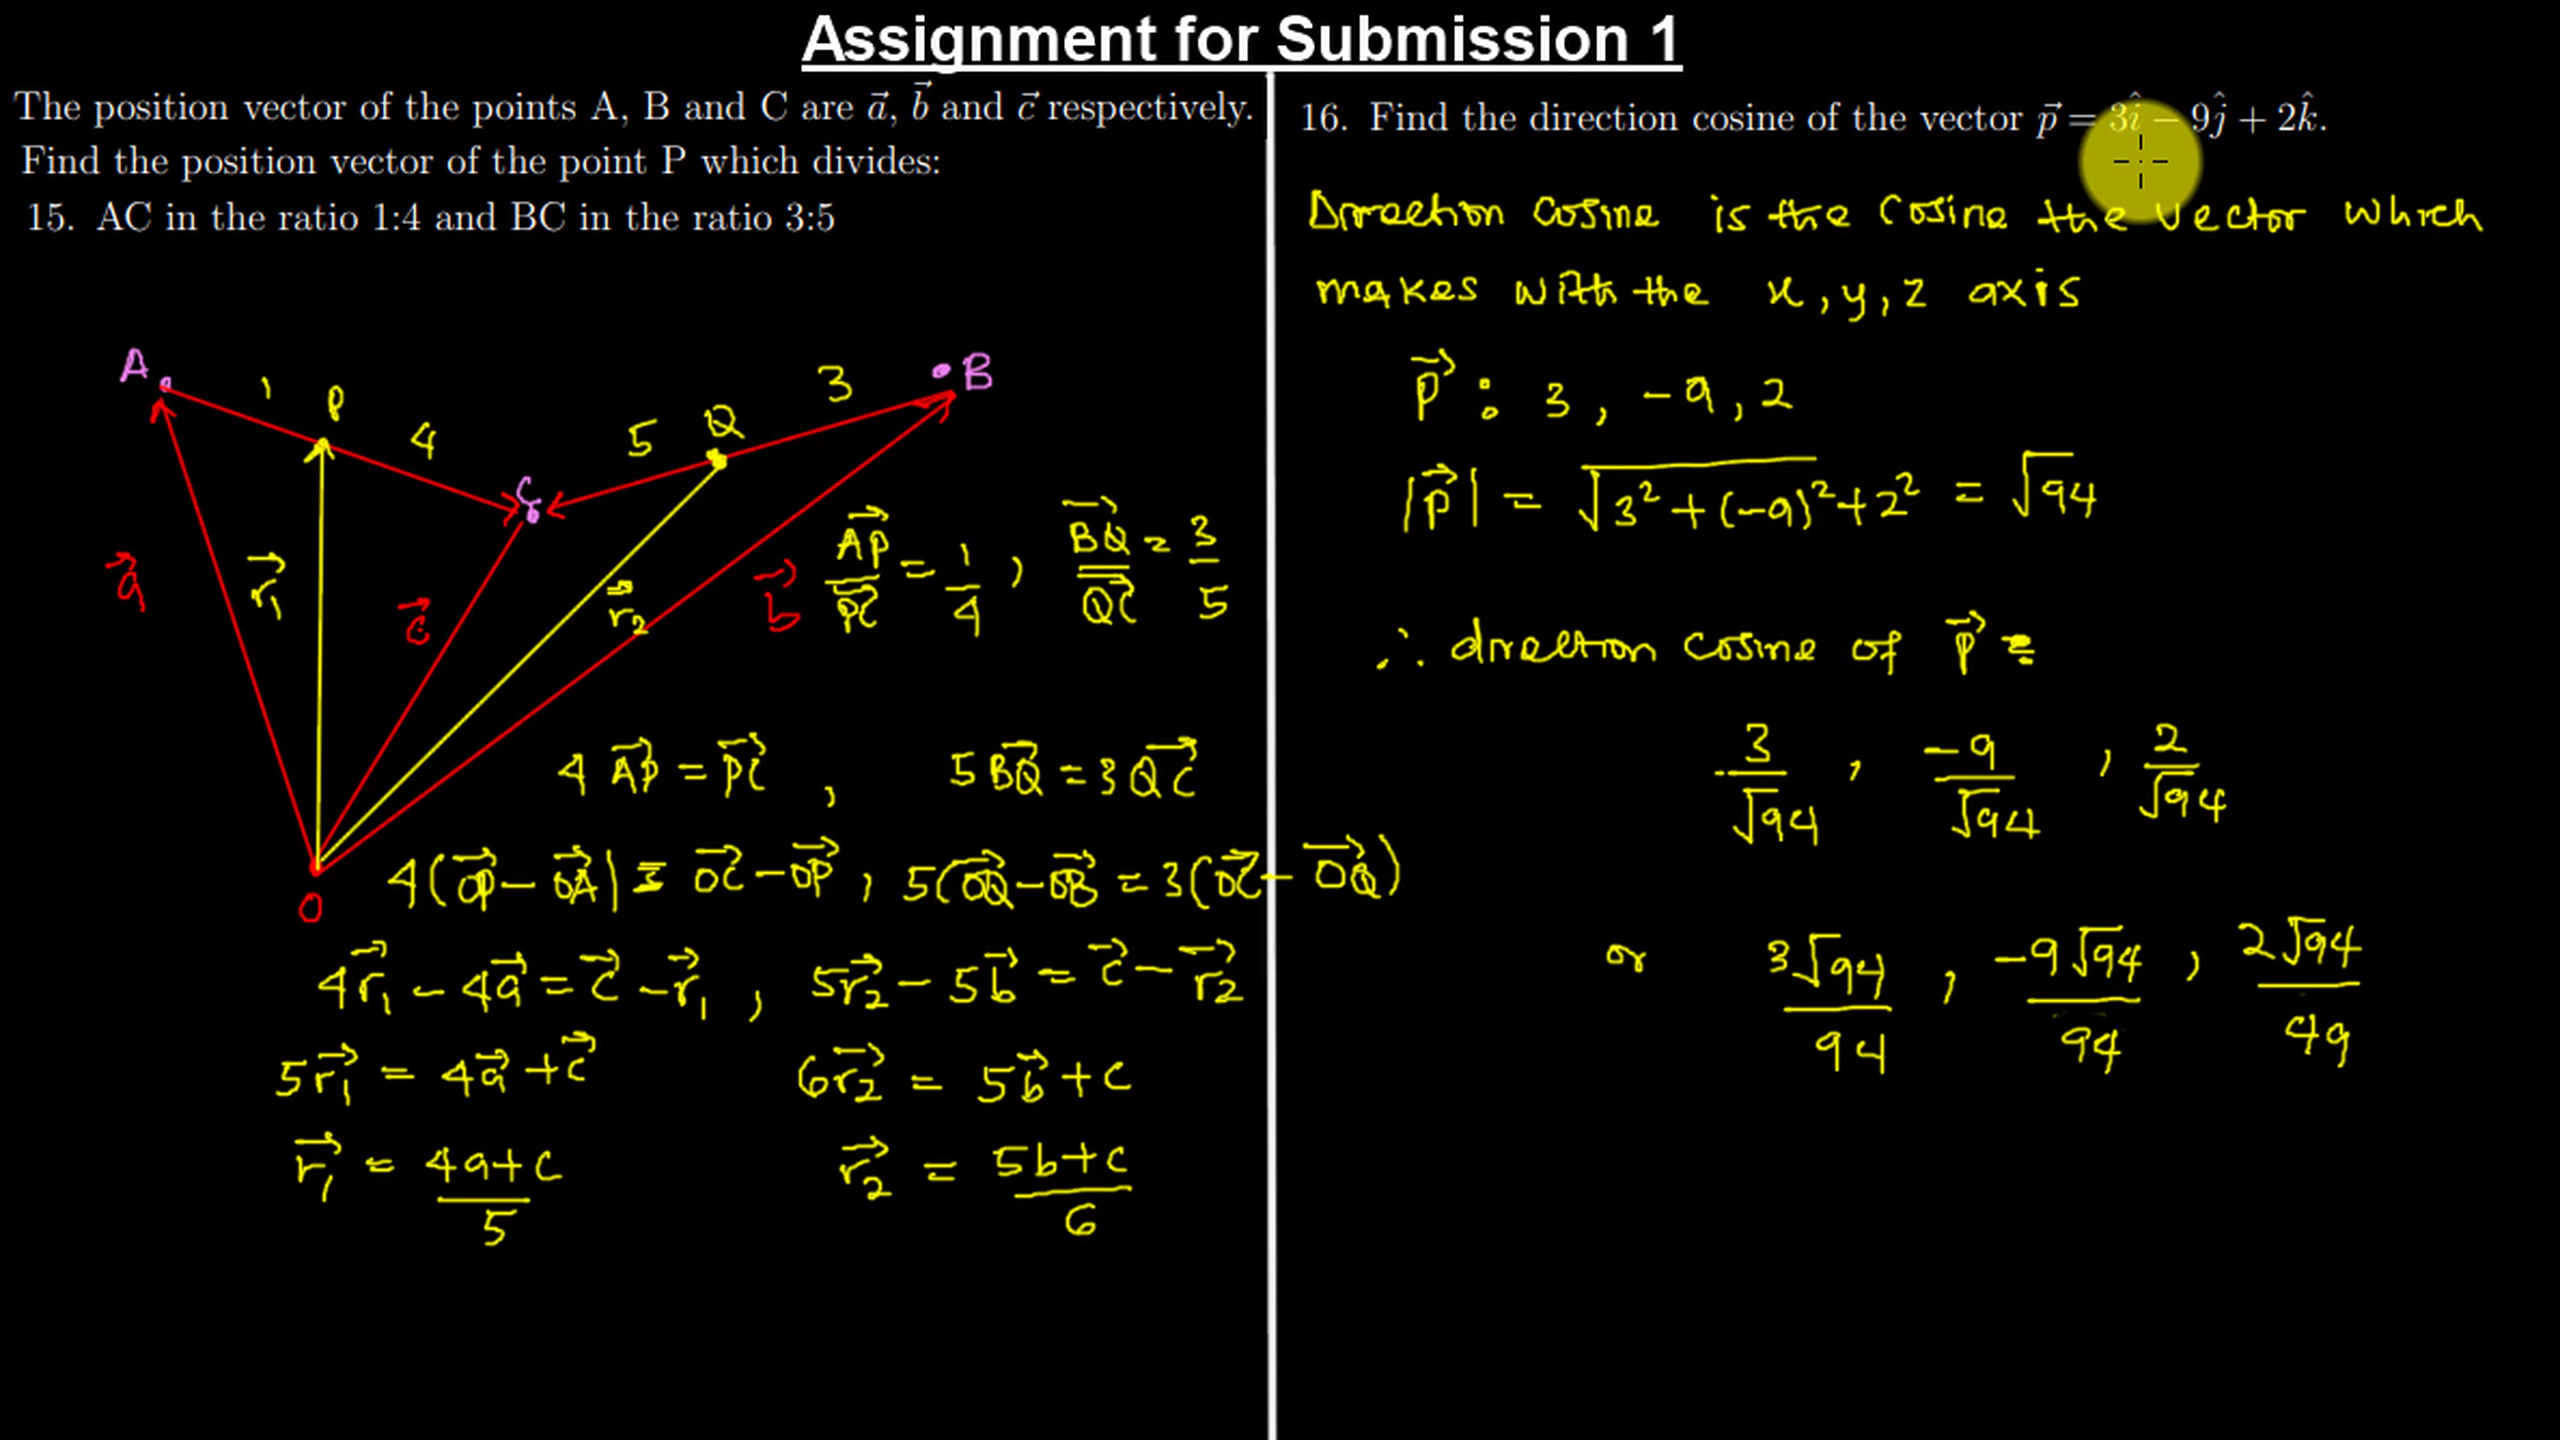 Assignment for Submission 1
The position vector of the points A, B and C are a⃗, b⃗ and c⃗ respectively.
Find the position vector of the point P which divides:
15. AC in the ratio 1:4 and BC in the ratio 3:5
A
1
P
4
C
5
Q
3
B
a⃗
r⃗₁
c⃗
r⃗₂
b⃗
O
AP⃗/PC⃗ = 1/4 , BQ⃗/QC⃗ = 3/5
4 AP⃗ = PC⃗ , 5BQ⃗ = 3QC⃗
4(OP⃗ – OA⃗) = OC⃗ – OP⃗ , 5(OQ⃗ – OB⃗ = 3(OC⃗ – OQ⃗)
4r⃗₁ – 4a⃗ = c⃗ – r⃗₁ , 5r⃗₂ – 5b⃗ = c⃗ – r⃗₂
5r⃗₁ = 4a⃗ + c⃗ 6r⃗₂ = 5b⃗ + c
r⃗₁ = 4a+c/5 r⃗₂ = 5b+c/6
16. Find the direction cosine of the vector p⃗ = 3î − 9ĵ + 2k̂.
Direction cosine is the cosine the vector which
makes with the x, y, z axis
p⃗ : 3 , -9 , 2
|p⃗| = √3² + (-9)² + 2² = √94
∴ direction cosine of p⃗ =
3/√94 , -9/√94 , 2/√94
or 3√94/94 , -9√94/94 , 2√94/49